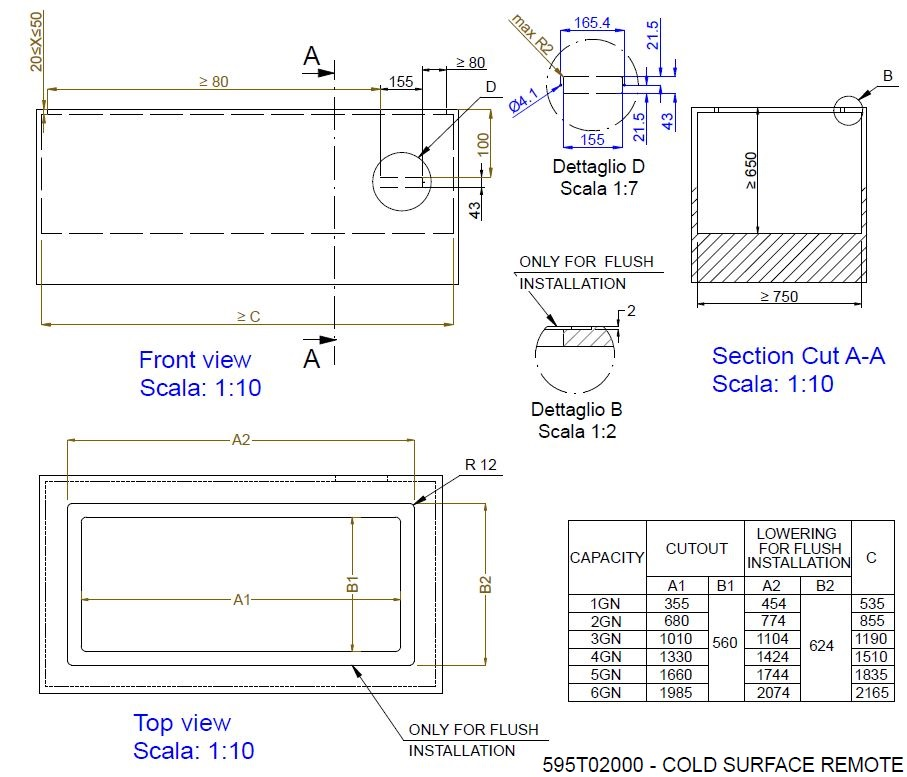 20≤X≤50
A
≥ 80
155
≥ 80
D
100
43
≥ C
A
Front view
Scala: 1:10
max R2
165.4
21.5
Ø4.1
155
21.5
43
Dettaglio D
Scala 1:7
B
≥ 650
≥ 750
Section Cut A-A
Scala: 1:10
ONLY FOR FLUSH
INSTALLATION
2
Dettaglio B
Scala 1:2
A2
R 12
A1
B1
B2
Top view
Scala: 1:10
ONLY FOR FLUSH
INSTALLATION
CAPACITY CUTOUT LOWERING FOR FLUSH INSTALLATION C
A1 B1 A2 B2
1GN 355 454 535
2GN 680 774 855
3GN 1010 560 1104 624 1190
4GN 1330 1424 1510
5GN 1660 1744 1835
6GN 1985 2074 2165
595T02000 - COLD SURFACE REMOTE